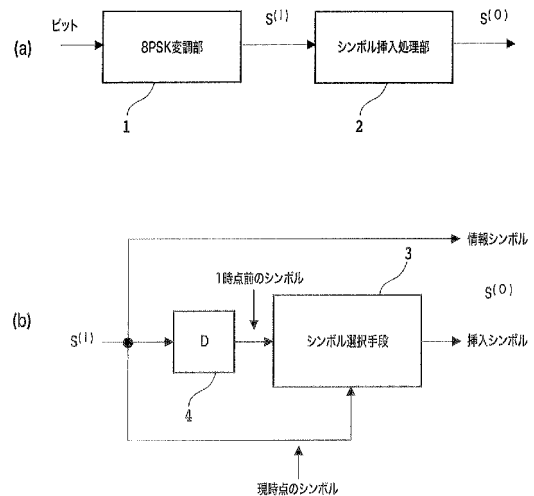 (a)
ビット
8PSK変調部
S(I)
シンボル挿入処理部
S(O)
1
2
(b)
情報シンボル
1時点前のシンボル
3
S(O)
S(I)
D
シンボル選択手段
挿入シンボル
4
現時点のシンボル